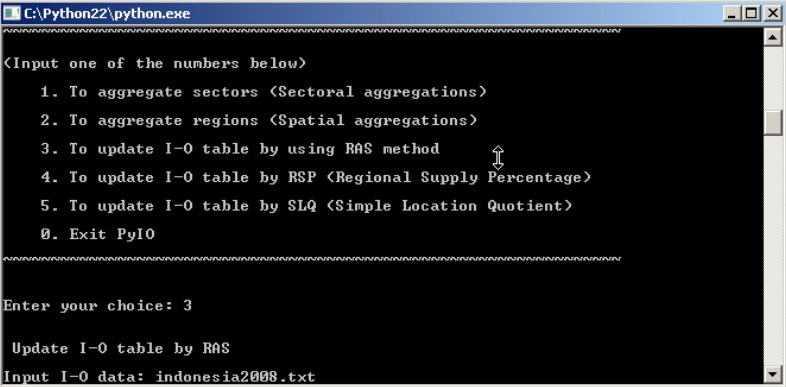 C:\Python22\python.exe
~~~~~~~~~~~~~~~~~~~~~~~~~~~~~~~~~~~~~~~~~~~~~~~~~~~~~~~~~~~~~~~~~~
(Input one of the numbers below)
1. To aggregate sectors (Sectoral aggregations)
2. To aggregate regions (Spatial aggregations)
3. To update I-O table by using RAS method
4. To update I-O table by RSP (Regional Supply Percentage)
5. To update I-O table by SLQ (Simple Location Quotient)
0. Exit PyIO
~~~~~~~~~~~~~~~~~~~~~~~~~~~~~~~~~~~~~~~~~~~~~~~~~~~~~~~~~~~~~~~~~~
Enter your choice: 3
Update I-O table by RAS
Input I-O data: indonesia2008.txt